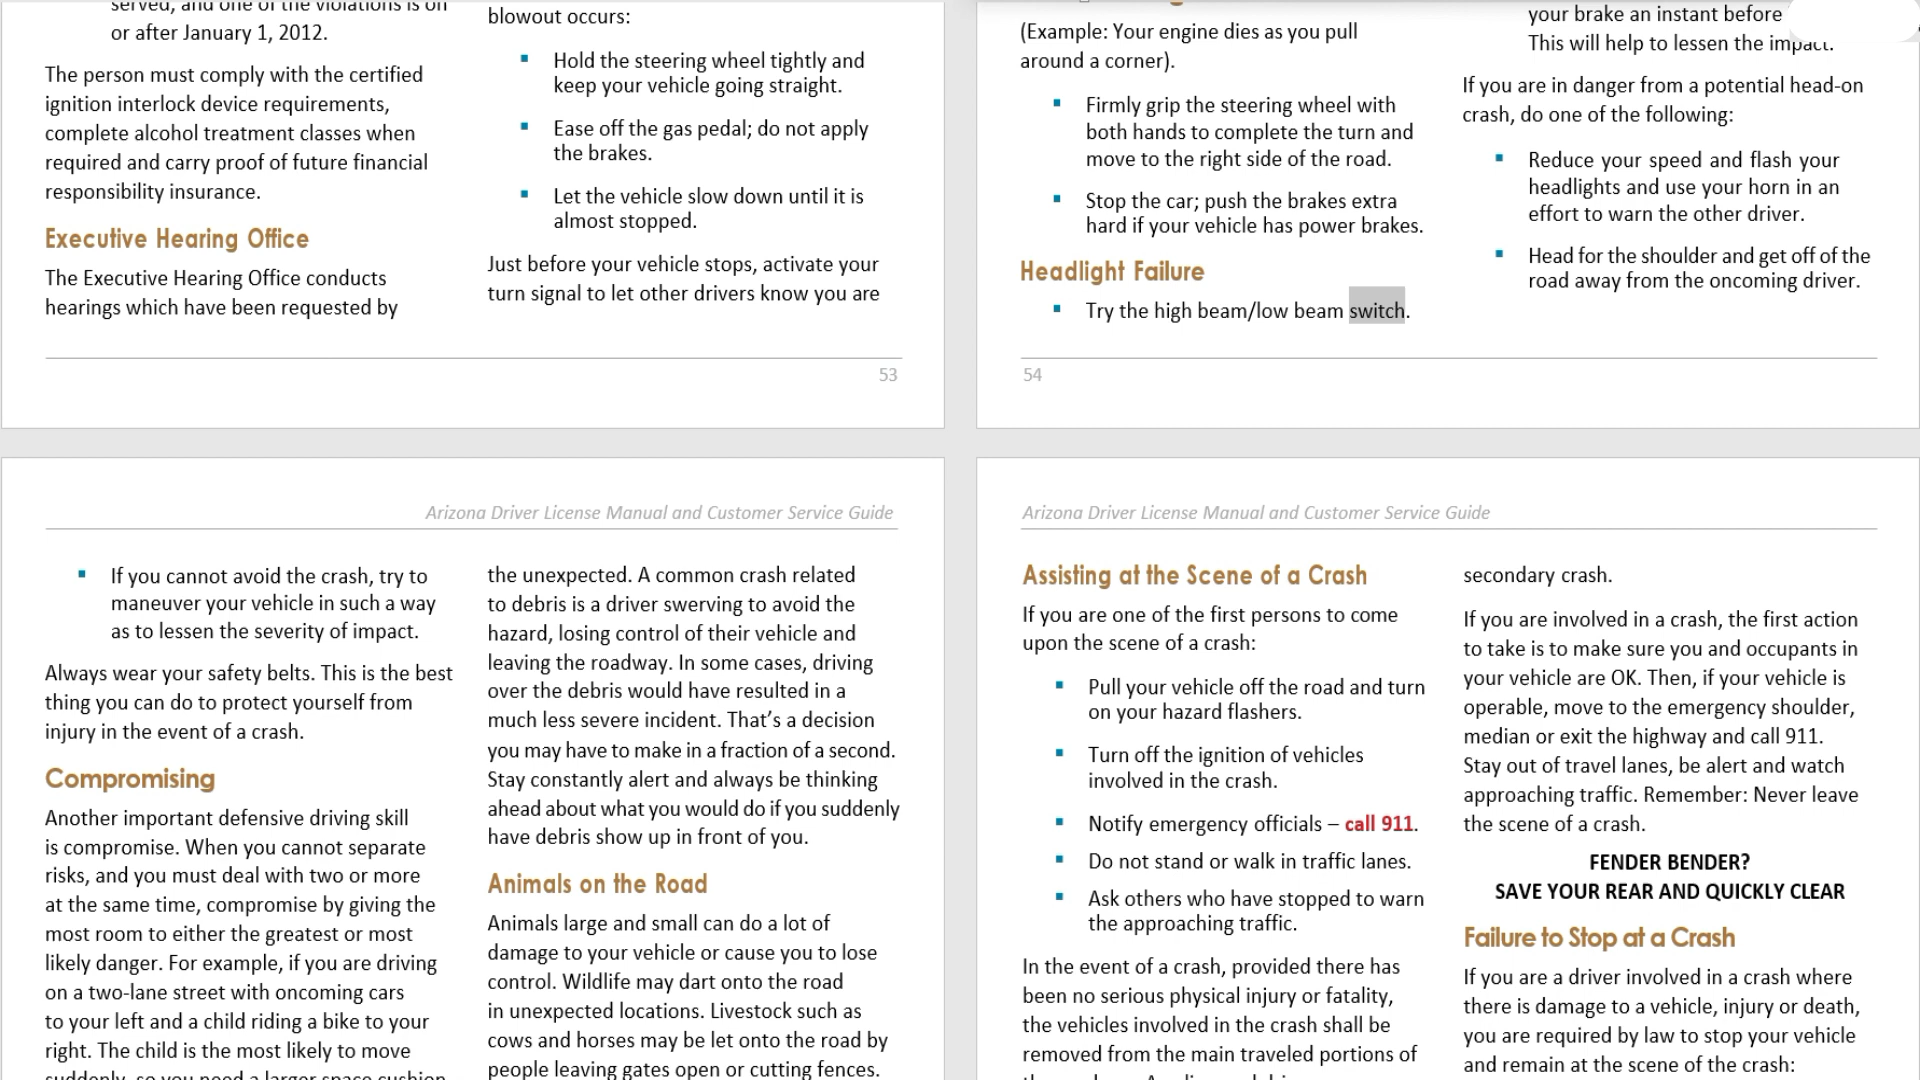 served, and one of the violations is on
or after January 1, 2012.
The person must comply with the certified
ignition interlock device requirements,
complete alcohol treatment classes when
required and carry proof of future financial
responsibility insurance.
Executive Hearing Office
The Executive Hearing Office conducts
hearings which have been requested by
blowout occurs:
▪ Hold the steering wheel tightly and
keep your vehicle going straight.
▪ Ease off the gas pedal; do not apply
the brakes.
▪ Let the vehicle slow down until it is
almost stopped.
Just before your vehicle stops, activate your
turn signal to let other drivers know you are
53
(Example: Your engine dies as you pull
around a corner).
▪ Firmly grip the steering wheel with
both hands to complete the turn and
move to the right side of the road.
▪ Stop the car; push the brakes extra
hard if your vehicle has power brakes.
Headlight Failure
▪ Try the high beam/low beam switch.
your brake an instant before
This will help to lessen the impact.
If you are in danger from a potential head-on
crash, do one of the following:
▪ Reduce your speed and flash your
headlights and use your horn in an
effort to warn the other driver.
▪ Head for the shoulder and get off of the
road away from the oncoming driver.
54
Arizona Driver License Manual and Customer Service Guide
▪ If you cannot avoid the crash, try to
maneuver your vehicle in such a way
as to lessen the severity of impact.
Always wear your safety belts. This is the best
thing you can do to protect yourself from
injury in the event of a crash.
Compromising
Another important defensive driving skill
is compromise. When you cannot separate
risks, and you must deal with two or more
at the same time, compromise by giving the
most room to either the greatest or most
likely danger. For example, if you are driving
on a two-lane street with oncoming cars
to your left and a child riding a bike to your
right. The child is the most likely to move
suddenly, so you need a larger space cushion
the unexpected. A common crash related
to debris is a driver swerving to avoid the
hazard, losing control of their vehicle and
leaving the roadway. In some cases, driving
over the debris would have resulted in a
much less severe incident. That’s a decision
you may have to make in a fraction of a second.
Stay constantly alert and always be thinking
ahead about what you would do if you suddenly
have debris show up in front of you.
Animals on the Road
Animals large and small can do a lot of
damage to your vehicle or cause you to lose
control. Wildlife may dart onto the road
in unexpected locations. Livestock such as
cows and horses may be let onto the road by
people leaving gates open or cutting fences.
Arizona Driver License Manual and Customer Service Guide
Assisting at the Scene of a Crash
If you are one of the first persons to come
upon the scene of a crash:
▪ Pull your vehicle off the road and turn
on your hazard flashers.
▪ Turn off the ignition of vehicles
involved in the crash.
▪ Notify emergency officials – call 911.
▪ Do not stand or walk in traffic lanes.
▪ Ask others who have stopped to warn
the approaching traffic.
In the event of a crash, provided there has
been no serious physical injury or fatality,
the vehicles involved in the crash shall be
removed from the main traveled portions of
secondary crash.
If you are involved in a crash, the first action
to take is to make sure you and occupants in
your vehicle are OK. Then, if your vehicle is
operable, move to the emergency shoulder,
median or exit the highway and call 911.
Stay out of travel lanes, be alert and watch
approaching traffic. Remember: Never leave
the scene of a crash.
FENDER BENDER?
SAVE YOUR REAR AND QUICKLY CLEAR
Failure to Stop at a Crash
If you are a driver involved in a crash where
there is damage to a vehicle, injury or death,
you are required by law to stop your vehicle
and remain at the scene of the crash: